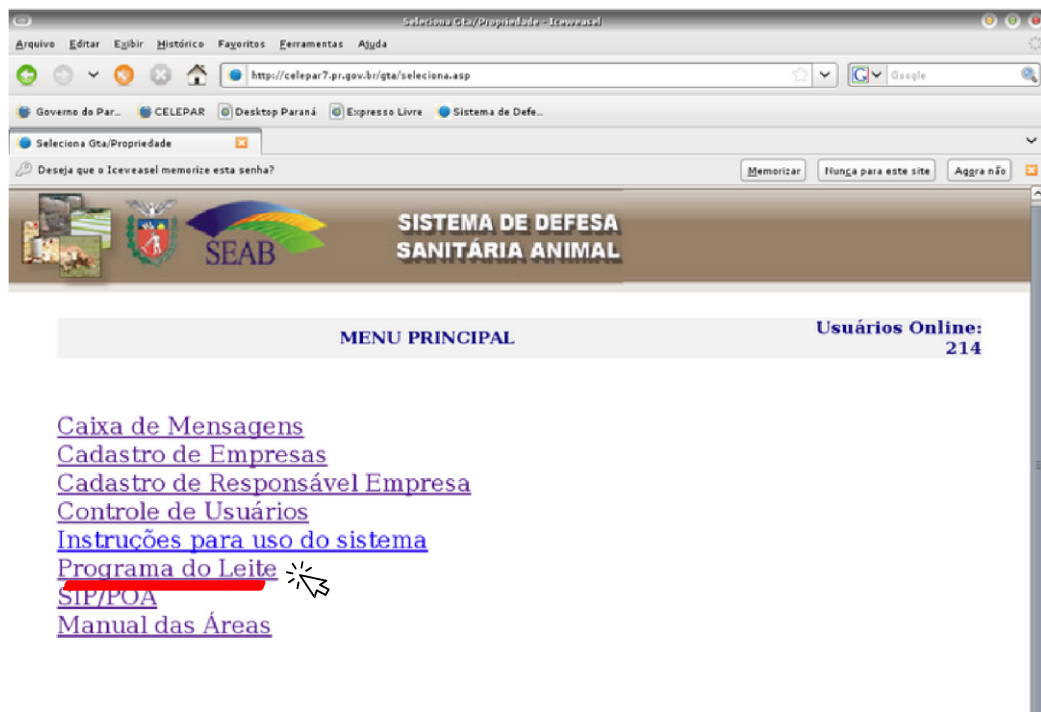 Seleciona Gta/Propriedade - Iceweasel
Arquivo Editar Exibir Histórico Favoritos Ferramentas Ajuda
http://celepar7.pr.gov.br/gta/seleciona.asp
Google
Governo do Par... CELEPAR Desktop Paraná Expresso Livre Sistema de Defe...
Seleciona Gta/Propriedade
Deseja que o Iceweasel memorize esta senha? Memorizar Nunca para este site Agora não
SEAB
SISTEMA DE DEFESA
SANITÁRIA ANIMAL
MENU PRINCIPAL
Usuários Online:
214
Caixa de Mensagens
Cadastro de Empresas
Cadastro de Responsável Empresa
Controle de Usuários
Instruções para uso do sistema
Programa do Leite
SIP/POA
Manual das Áreas